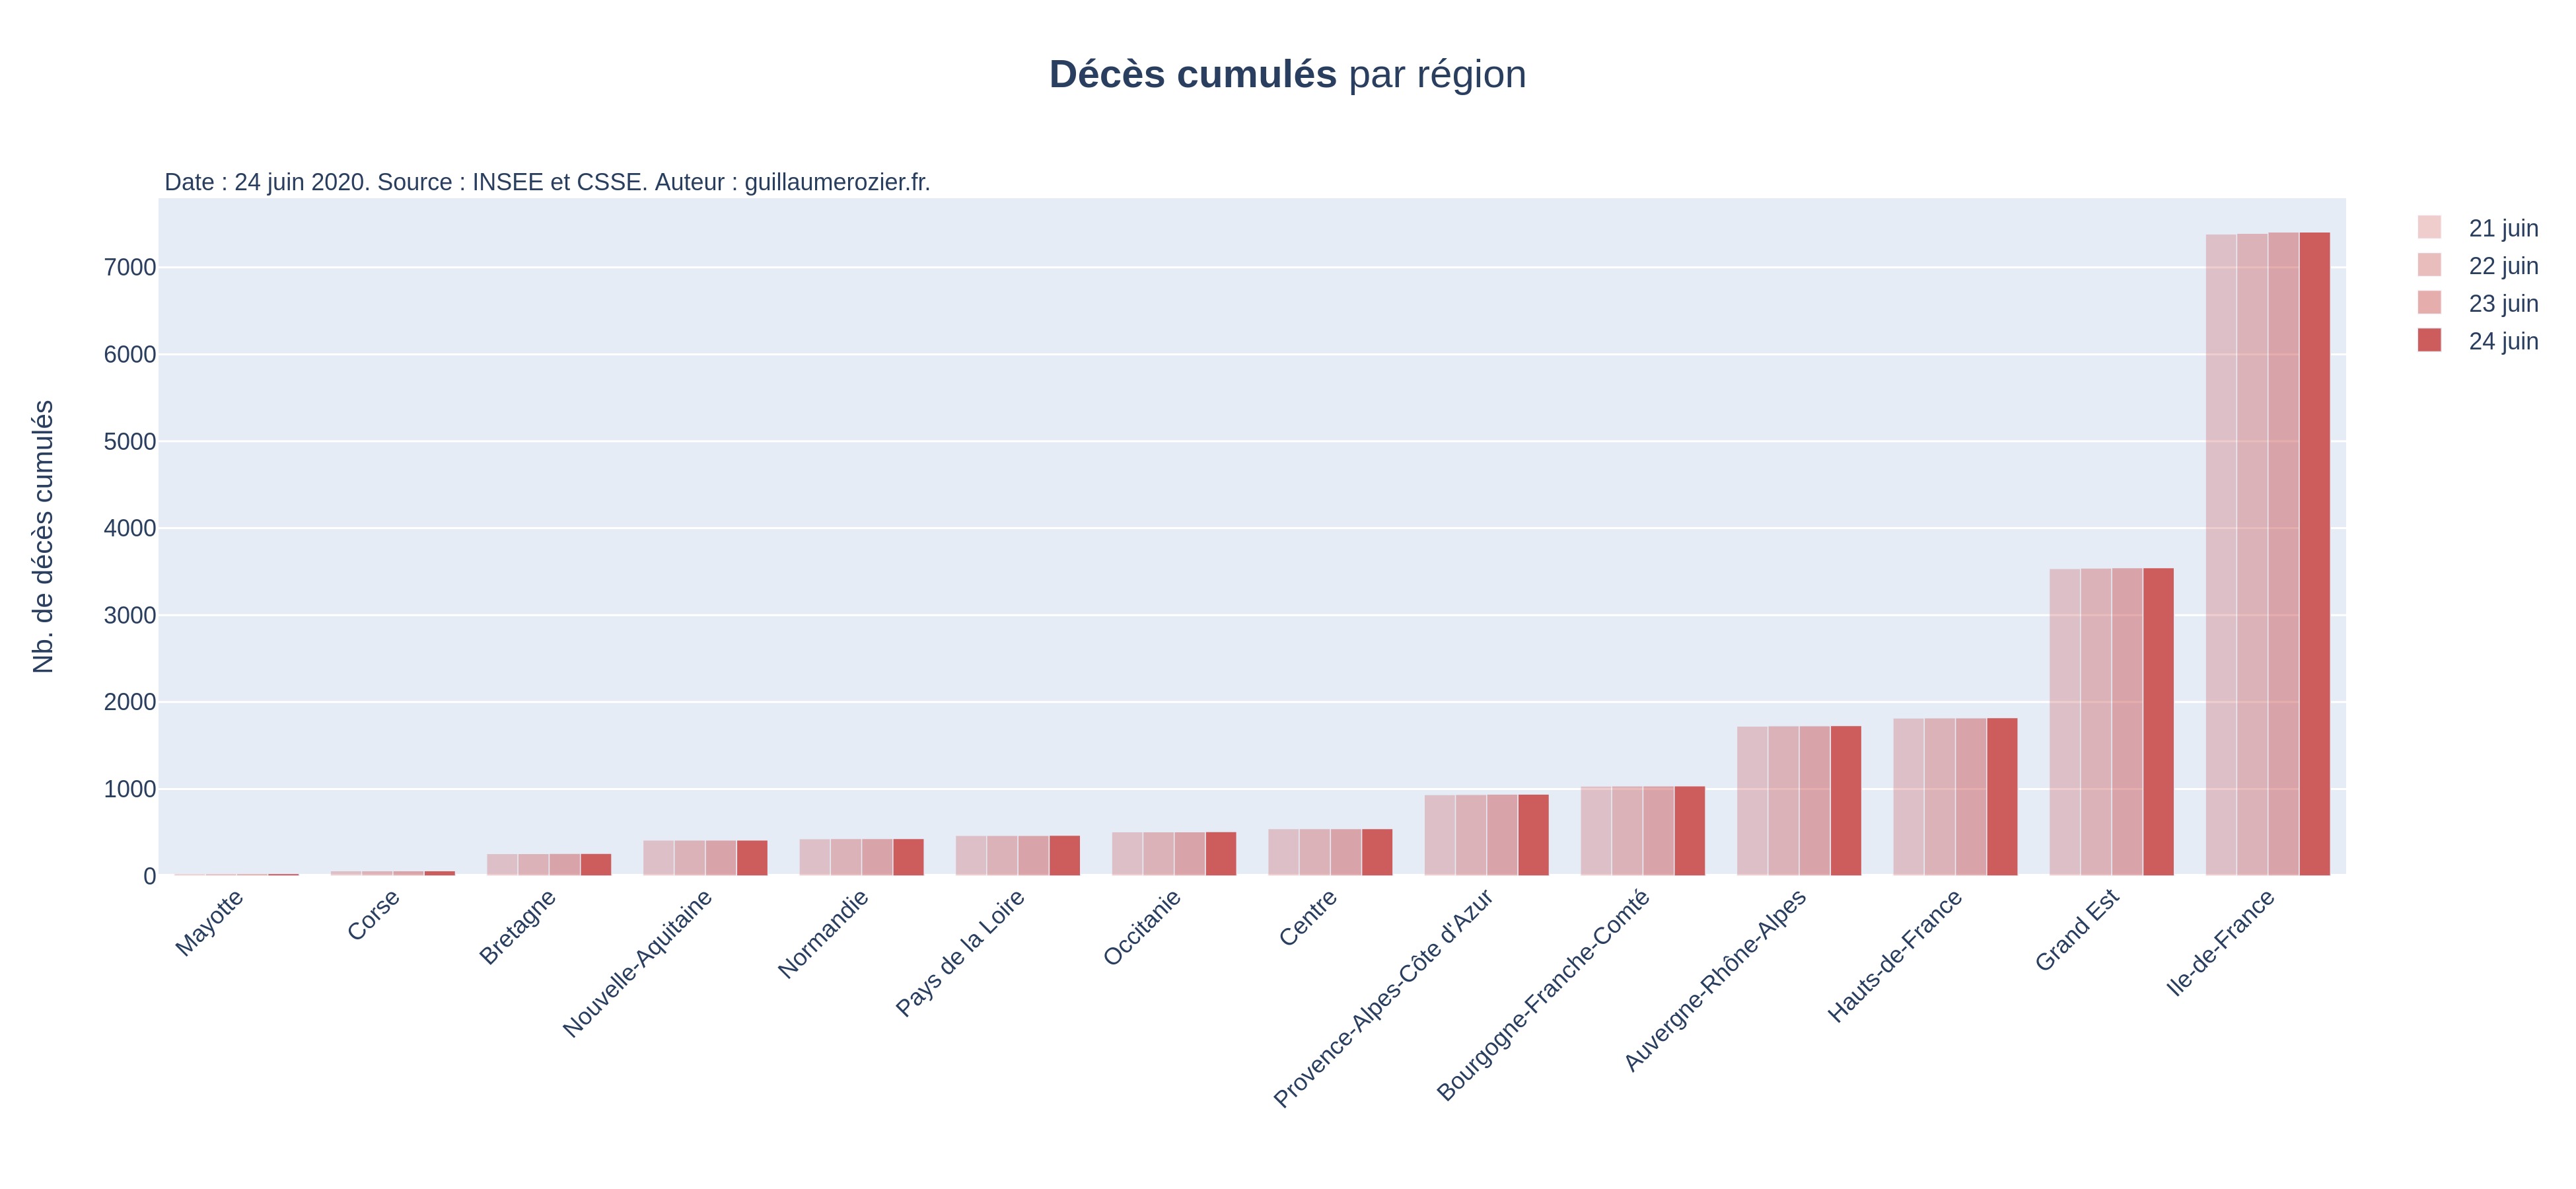 Décès cumulés par région
Date : 24 juin 2020. Source : INSEE et CSSE. Auteur : guillaumerozier.fr.
21 juin
22 juin
23 juin
24 juin
Nb. de décès cumulés
7000
6000
5000
4000
3000
2000
1000
0
Mayotte
Corse
Bretagne
Nouvelle-Aquitaine
Normandie
Pays de la Loire
Occitanie
Centre
Provence-Alpes-Côte d'Azur
Bourgogne-Franche-Comté
Auvergne-Rhône-Alpes
Hauts-de-France
Grand Est
Ile-de-France